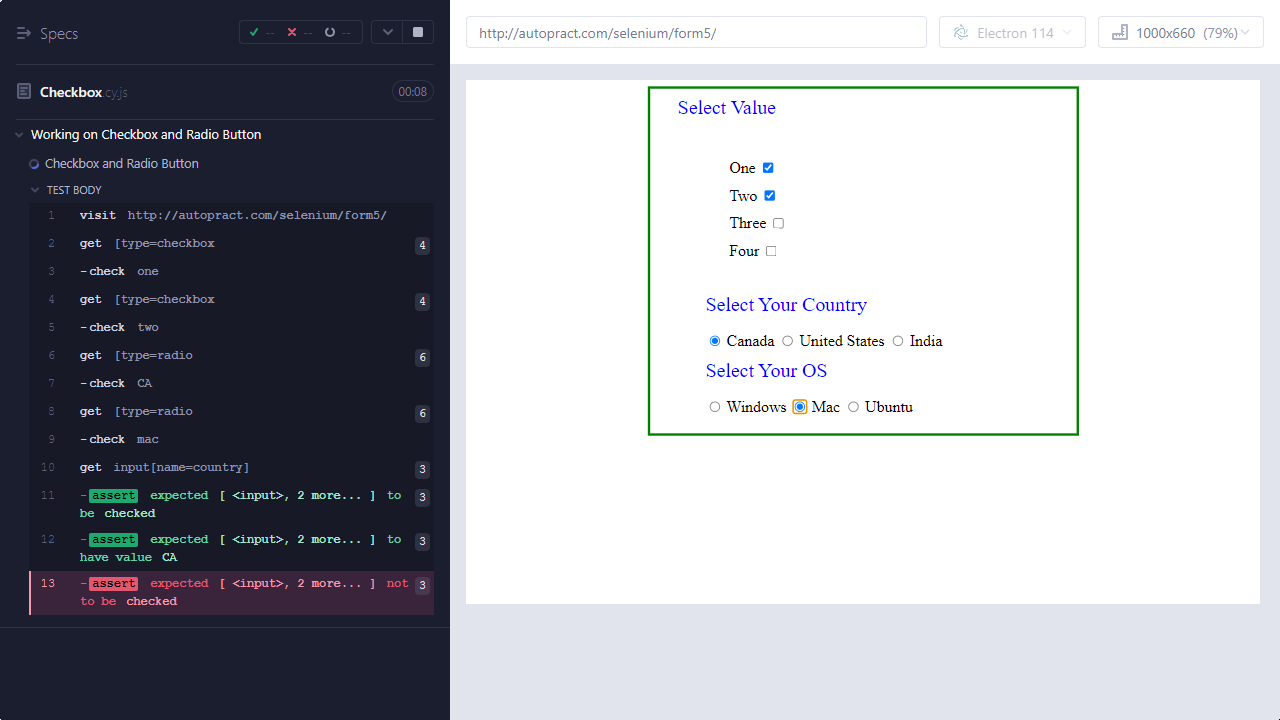 Specs
--
--
--
Checkbox.cy.js
00:08
Working on Checkbox and Radio Button
Checkbox and Radio Button
TEST BODY
1 visit http://autopract.com/selenium/form5/
2 get [type=checkbox 4
3 -check one
4 get [type=checkbox 4
5 -check two
6 get [type=radio 6
7 -check CA
8 get [type=radio 6
9 -check mac
10 get input[name=country] 3
11 -assert expected [ <input>, 2 more... ] to 3
be checked
12 -assert expected [ <input>, 2 more... ] to 3
have value CA
13 -assert expected [ <input>, 2 more... ] not 3
to be checked
http://autopract.com/selenium/form5/
Electron 114
1000x660 (79%)
Select Value
One
Two
Three
Four
Select Your Country
Canada United States India
Select Your OS
Windows Mac Ubuntu